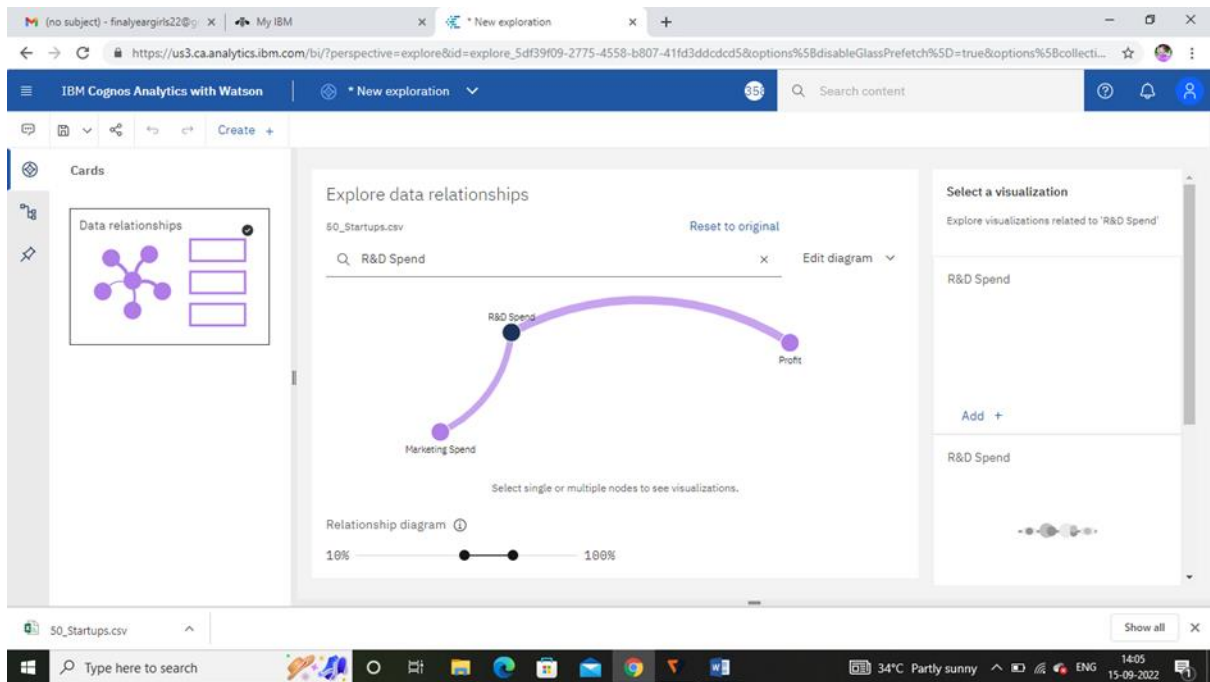 (no subject) - finalyeargirls22@g
My IBM
* New exploration
https://us3.ca.analytics.ibm.com/bi/?perspective=explore&id=explore_5df39f09-2775-4558-b807-41fd3ddcdcd5&options%5BdisableGlassPrefetch%5D=true&options%5Bcollecti...
IBM Cognos Analytics with Watson
* New exploration
Search content
Create +
Cards
Data relationships
Explore data relationships
50_Startups.csv
Reset to original
R&D Spend
Edit diagram
R&D Spend
Profit
Marketing Spend
Select single or multiple nodes to see visualizations.
Relationship diagram
10%
100%
Select a visualization
Explore visualizations related to 'R&D Spend'
R&D Spend
Add +
R&D Spend
50_Startups.csv
Show all
Type here to search
34°C Partly sunny
ENG
14:05
15-09-2022